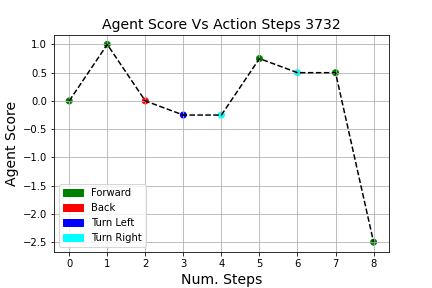 Agent Score Vs Action Steps 3732
1.0
0.5
0.0
−0.5
−1.0
−1.5
−2.0
−2.5
Agent Score
Forward
Back
Turn Left
Turn Right
0 1 2 3 4 5 6 7 8
Num. Steps